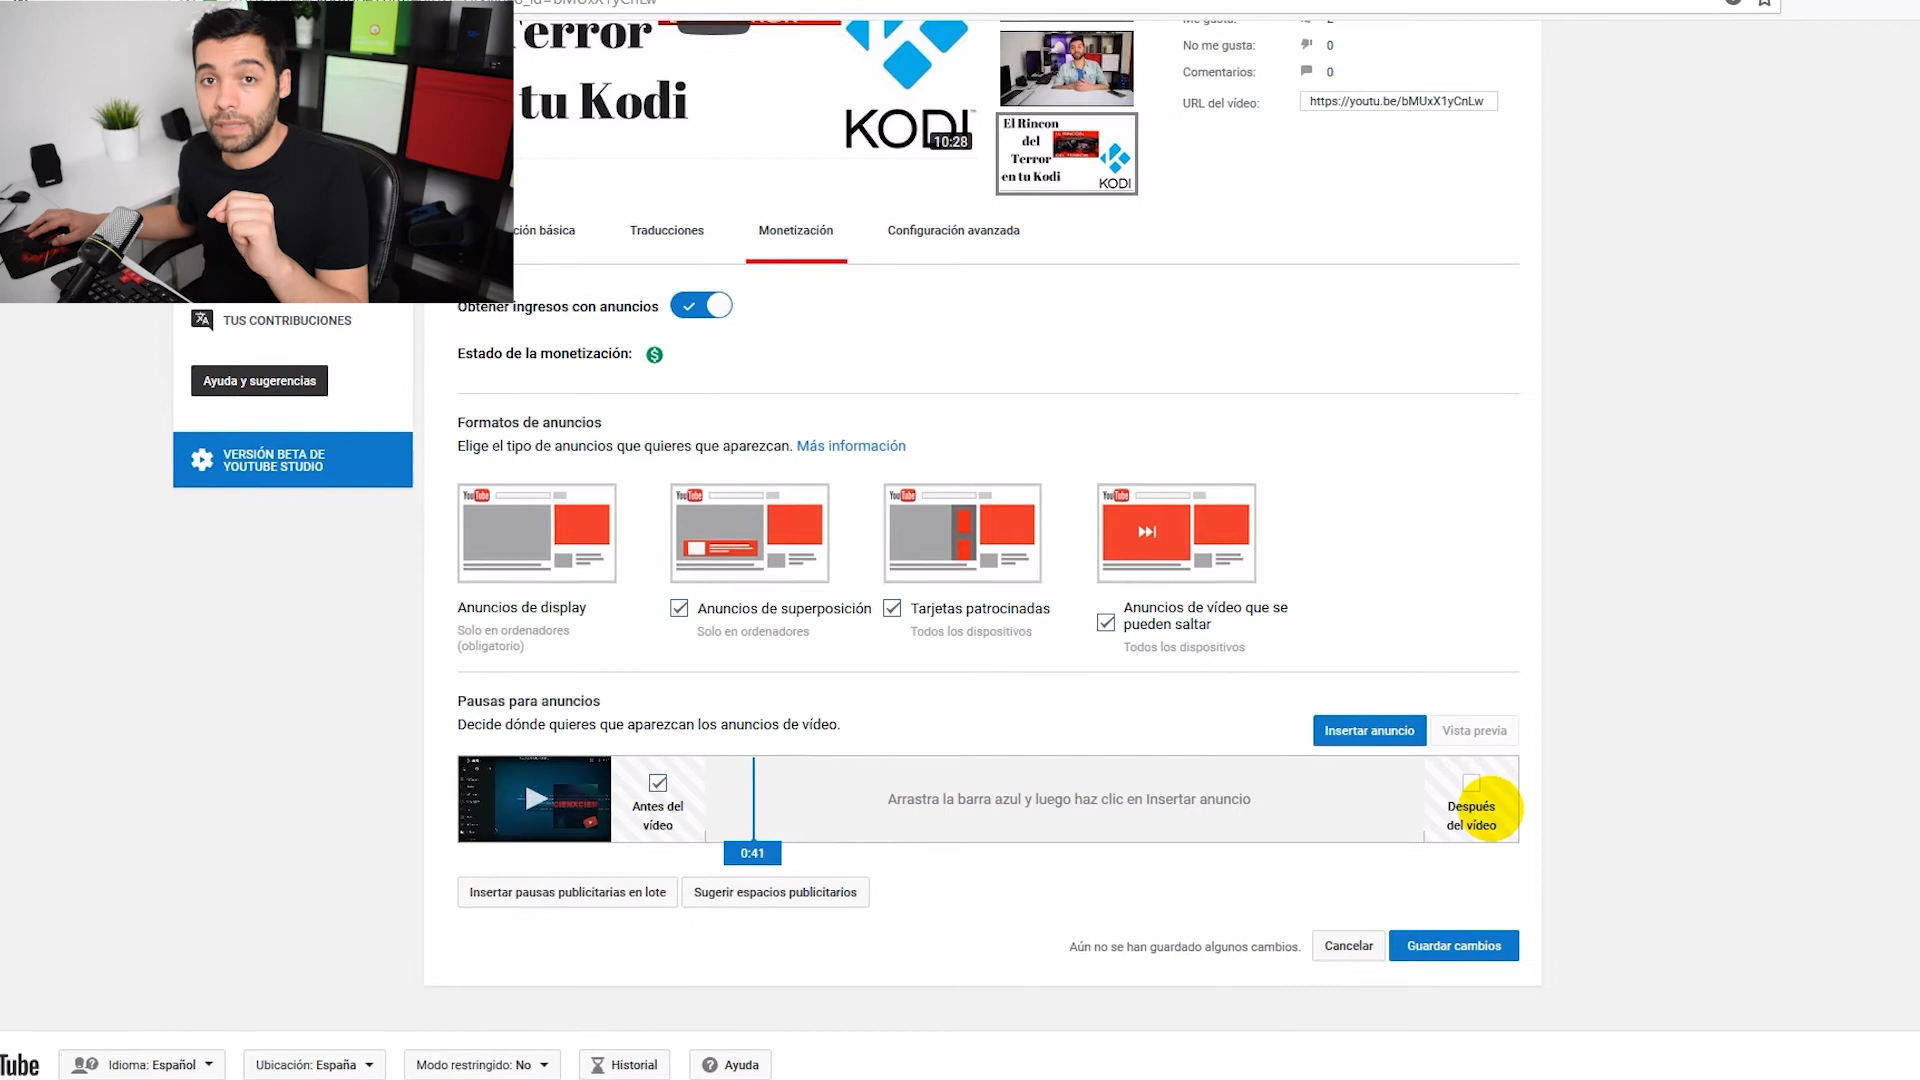 Terror
tu Kodi
KODI
10:28
El Rincon
del
Terror
en tu Kodi
KODI
No me gusta: 0
Comentarios: 0
URL del vídeo: https://youtu.be/bMUxX1yCnLw
ción básica
Traducciones
Monetización
Configuración avanzada
TUS CONTRIBUCIONES
Ayuda y sugerencias
VERSIÓN BETA DE
YOUTUBE STUDIO
Obtener ingresos con anuncios
Estado de la monetización:
Formatos de anuncios
Elige el tipo de anuncios que quieres que aparezcan. Más información
YouTube
YouTube
YouTube
YouTube
Anuncios de display
Solo en ordenadores
(obligatorio)
Anuncios de superposición
Solo en ordenadores
Tarjetas patrocinadas
Todos los dispositivos
Anuncios de vídeo que se
pueden saltar
Todos los dispositivos
Pausas para anuncios
Decide dónde quieres que aparezcan los anuncios de vídeo.
Insertar anuncio
Vista previa
Antes del
vídeo
Arrastra la barra azul y luego haz clic en Insertar anuncio
Después
del vídeo
0:41
Insertar pausas publicitarias en lote
Sugerir espacios publicitarios
Aún no se han guardado algunos cambios.
Cancelar
Guardar cambios
Tube
Idioma: Español
Ubicación: España
Modo restringido: No
Historial
Ayuda